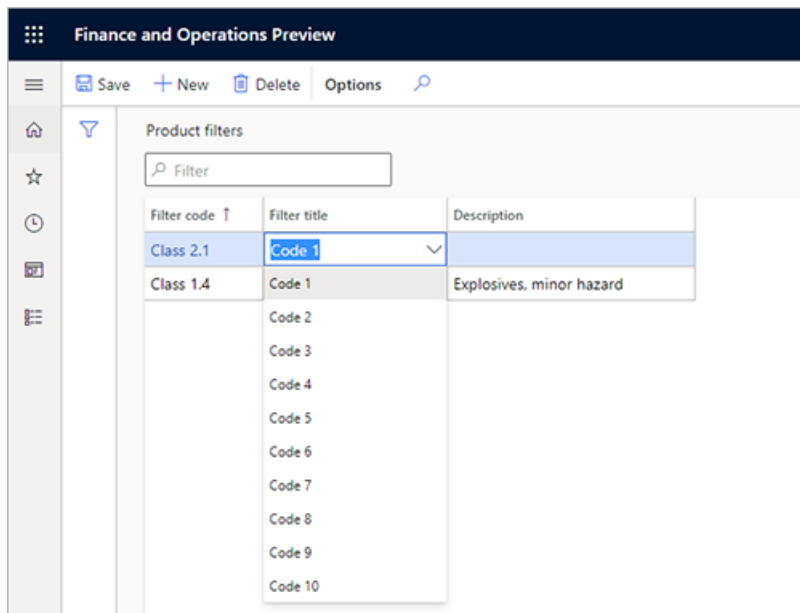 Finance and Operations Preview
Save New Delete Options
Product filters
Filter
Filter code ↑ Filter title Description
Class 2.1 Code 1
Class 1.4 Code 1 Explosives, minor hazard
Code 2
Code 3
Code 4
Code 5
Code 6
Code 7
Code 8
Code 9
Code 10